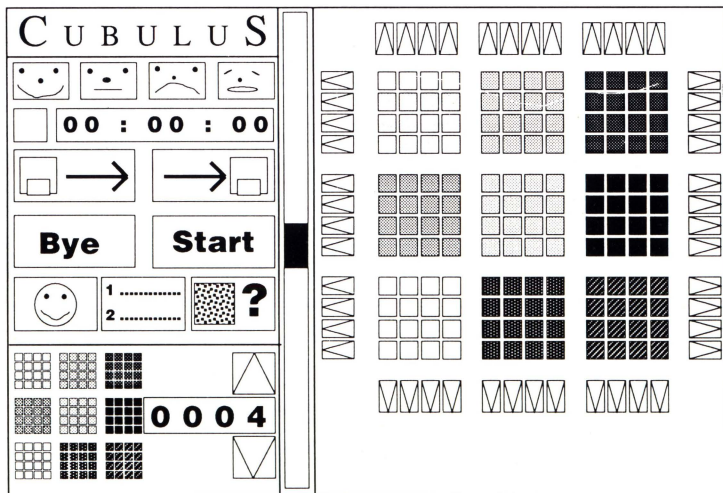 CUBULUS
00 : 00 : 00
Bye
Start
1 ..............
2 ..............
?
0004